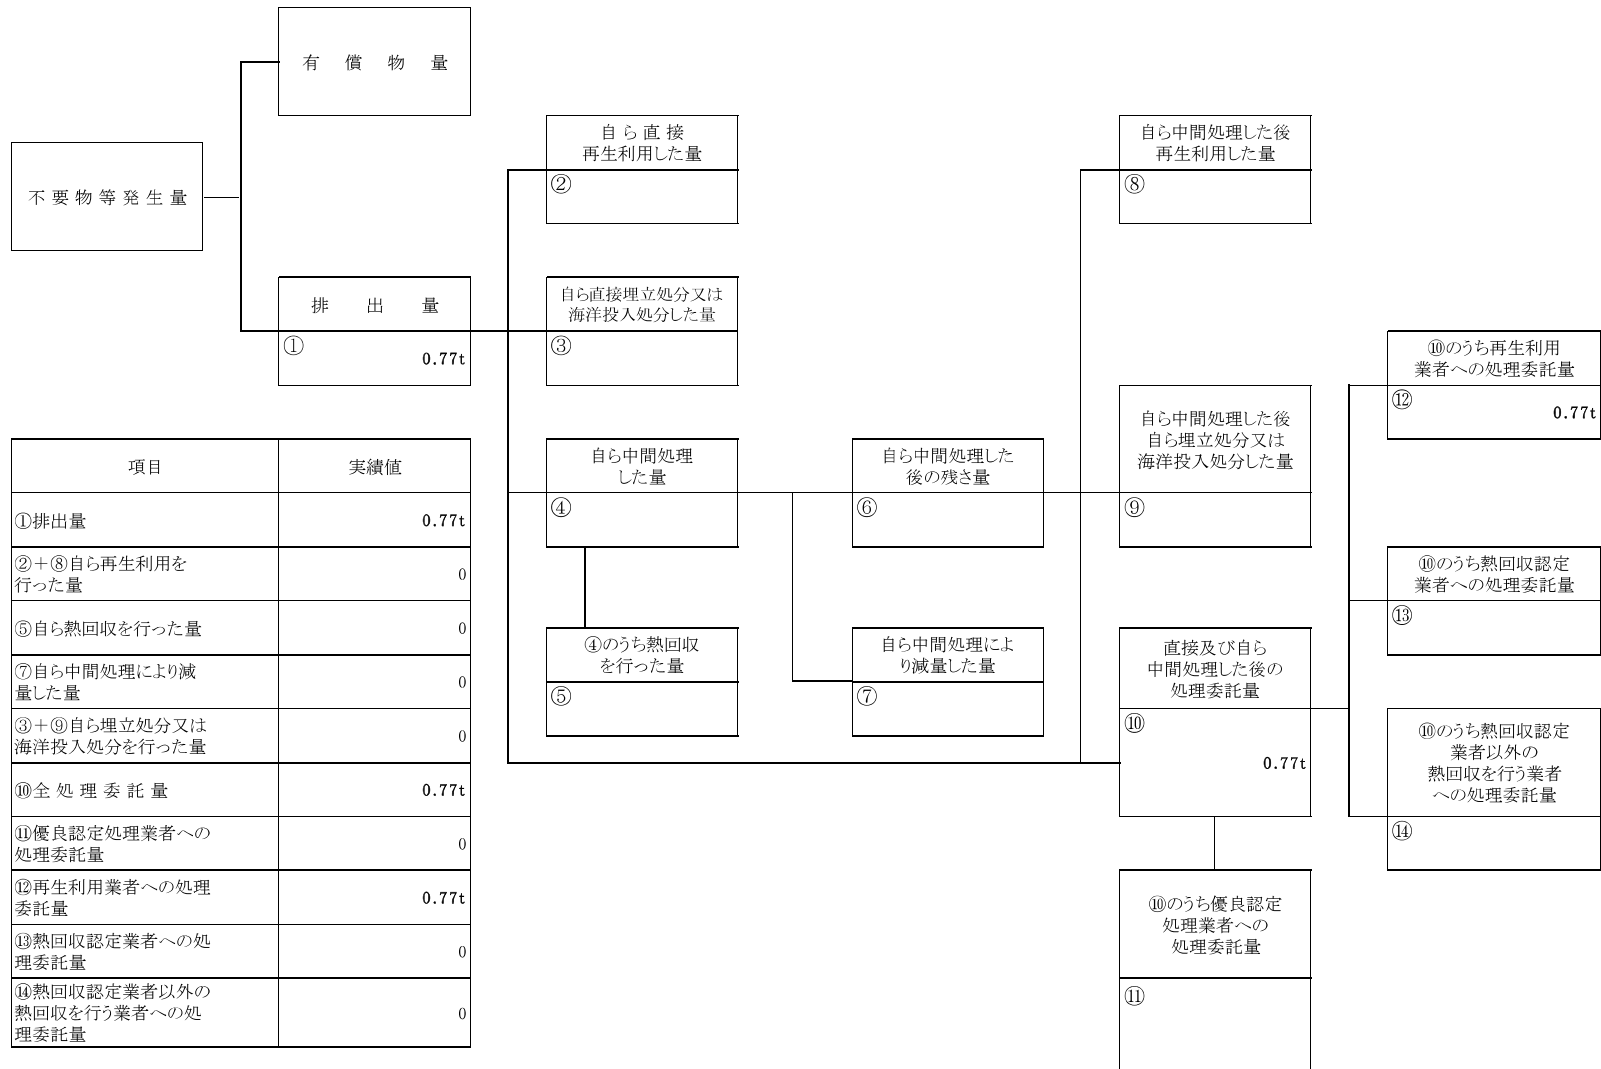 有償物量
不要物等発生量
排出量
①
0.77t
自ら直接
再生利用した量
②
自ら直接埋立処分又は
海洋投入処分した量
③
自ら中間処理
した量
④
④のうち熱回収
を行った量
⑤
自ら中間処理した
後の残さ量
⑥
自ら中間処理によ
り減量した量
⑦
自ら中間処理した後
再生利用した量
⑧
自ら中間処理した後
自ら埋立処分又は
海洋投入処分した量
⑨
直接及び自ら
中間処理した後の
処理委託量
⑩
0.77t
⑩のうち優良認定
処理業者への
処理委託量
⑪
⑩のうち再生利用
業者への処理委託量
⑫
0.77t
⑩のうち熱回収認定
業者への処理委託量
⑬
⑩のうち熱回収認定
業者以外の
熱回収を行う業者
への処理委託量
⑭
項目 実績値
①排出量 0.77t
②＋⑧自ら再生利用を
行った量 0
⑤自ら熱回収を行った量 0
⑦自ら中間処理により減
量した量 0
③＋⑨自ら埋立処分又は
海洋投入処分を行った量 0
⑩全処理委託量 0.77t
⑪優良認定処理業者への
処理委託量 0
⑫再生利用業者への処理
委託量 0.77t
⑬熱回収認定業者への処
理委託量 0
⑭熱回収認定業者以外の
熱回収を行う業者への処
理委託量 0